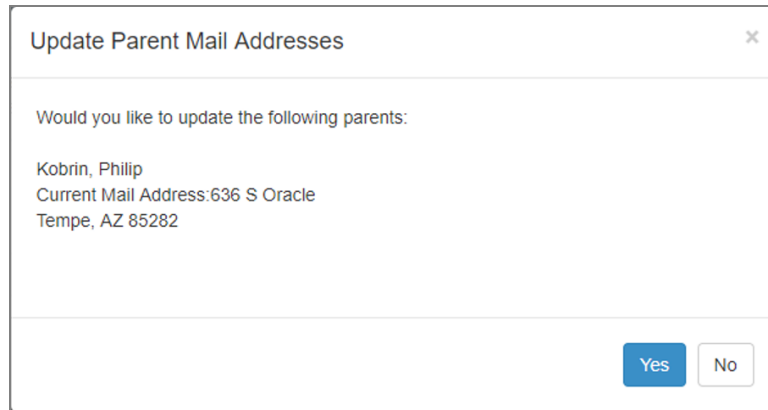 Update Parent Mail Addresses
×
Would you like to update the following parents:
Kobrin, Philip
Current Mail Address:636 S Oracle
Tempe, AZ 85282
Yes
No